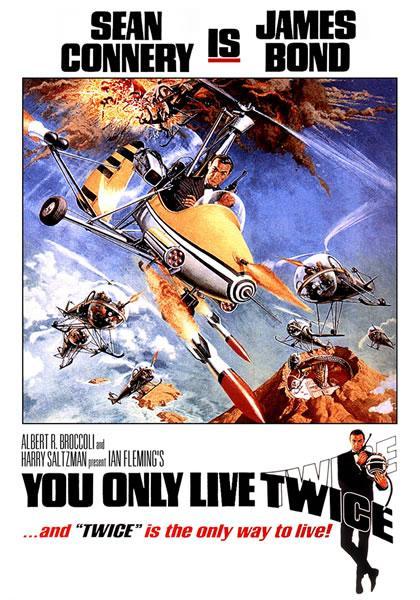 SEAN CONNERY IS JAMES BOND
ALBERT R. BROCCOLI and
HARRY SALTZMAN present IAN FLEMING'S
YOU ONLY LIVE TWICE
TWICE
...and "TWICE" is the only way to live!